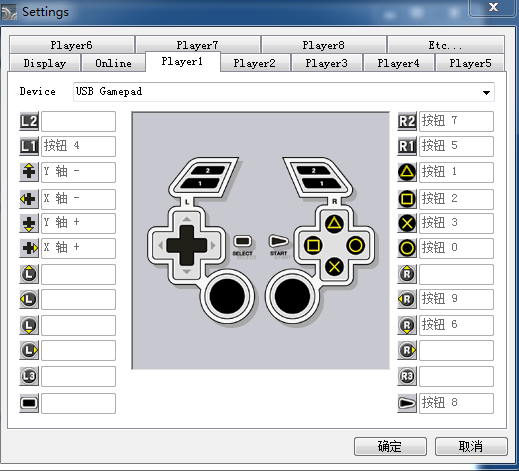 Settings
Player6 Player7 Player8 Etc...
Display Online Player1 Player2 Player3 Player4 Player5
Device USB Gamepad
L2
R2 按钮 7
L1 按钮 4
R1 按钮 5
Y 轴 -
按钮 1
X 轴 -
按钮 2
Y 轴 +
按钮 3
X 轴 +
按钮 0
L
R
L
R 按钮 9
L
R 按钮 6
L
R
L3
R3
按钮 8
2
1
L
2
1
R
SELECT START
确定 取消